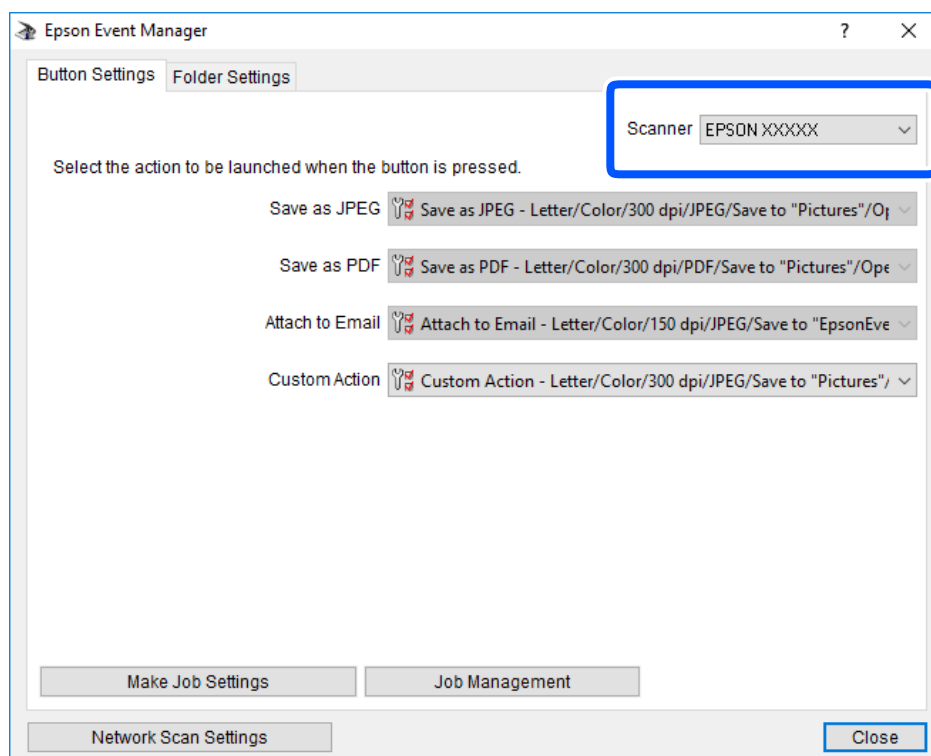 Epson Event Manager
Button Settings Folder Settings
Scanner EPSON XXXXX
Select the action to be launched when the button is pressed.
Save as JPEG Save as JPEG - Letter/Color/300 dpi/JPEG/Save to "Pictures"/Op
Save as PDF Save as PDF - Letter/Color/300 dpi/PDF/Save to "Pictures"/Ope
Attach to Email Attach to Email - Letter/Color/150 dpi/JPEG/Save to "EpsonEve
Custom Action Custom Action - Letter/Color/300 dpi/JPEG/Save to "Pictures"/
Make Job Settings Job Management
Network Scan Settings Close